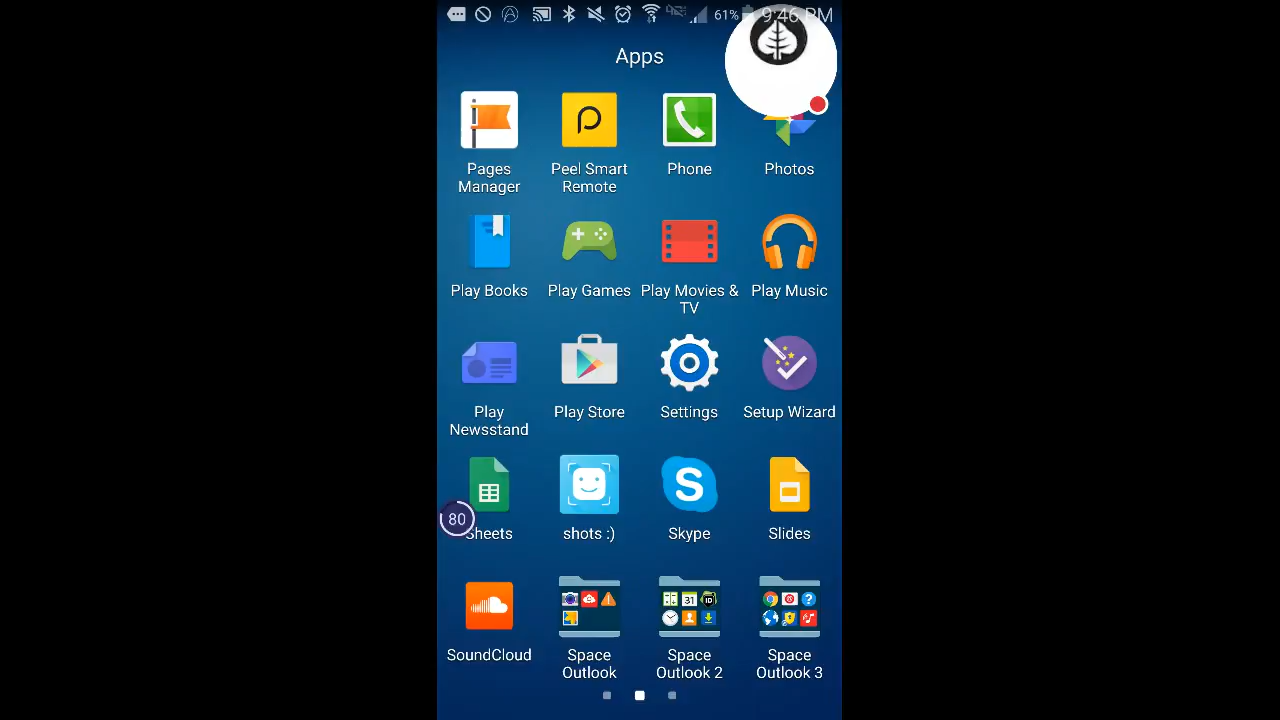 61% 9:46 PM
Apps
Pages Manager
Peel Smart Remote
Phone
Photos
Play Books
Play Games
Play Movies & TV
Play Music
Play Newsstand
Play Store
Settings
Setup Wizard
80
Sheets
shots :)
S
Skype
Slides
SoundCloud
31
Space Outlook
Space Outlook 2
Space Outlook 3